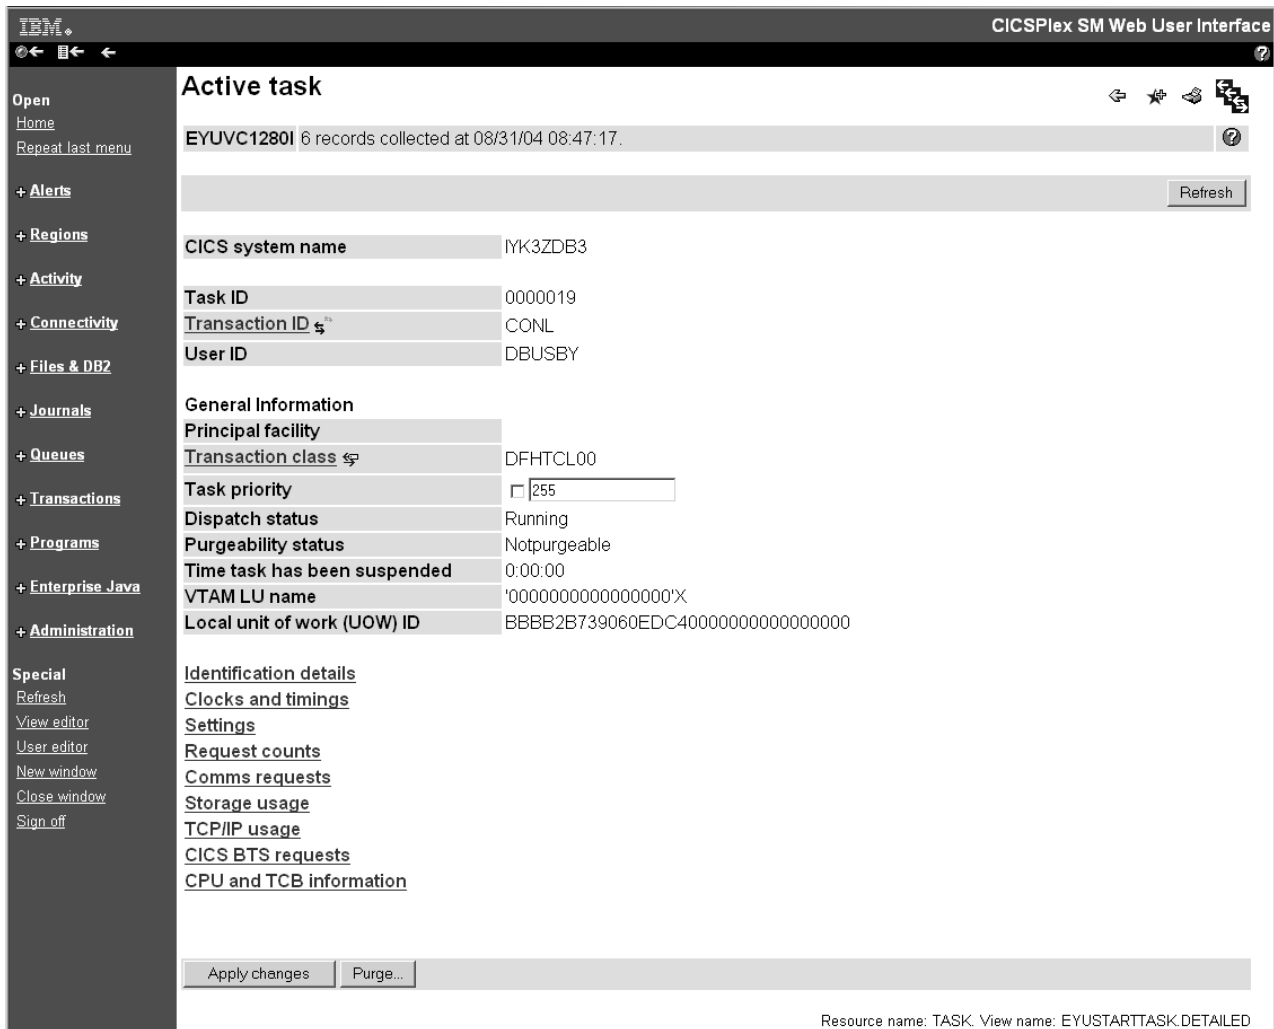 IBM.
CICSPlex SM Web User Interface
Open
Home
Repeat last menu
+ Alerts
+ Regions
+ Activity
+ Connectivity
+ Files & DB2
+ Journals
+ Queues
+ Transactions
+ Programs
+ Enterprise Java
+ Administration
Special
Refresh
View editor
User editor
New window
Close window
Sign off
Active task
EYUVC1280I 6 records collected at 08/31/04 08:47:17.
Refresh
CICS system name IYK3ZDB3
Task ID 0000019
Transaction ID CONL
User ID DBUSBY
General Information
Principal facility
Transaction class DFHTCL00
Task priority 255
Dispatch status Running
Purgeability status Notpurgeable
Time task has been suspended 0:00:00
VTAM LU name '0000000000000000'X
Local unit of work (UOW) ID BBBB2B739060EDC40000000000000000
Identification details
Clocks and timings
Settings
Request counts
Comms requests
Storage usage
TCP/IP usage
CICS BTS requests
CPU and TCB information
Apply changes Purge...
Resource name: TASK. View name: EYUSTARTTASK.DETAILED